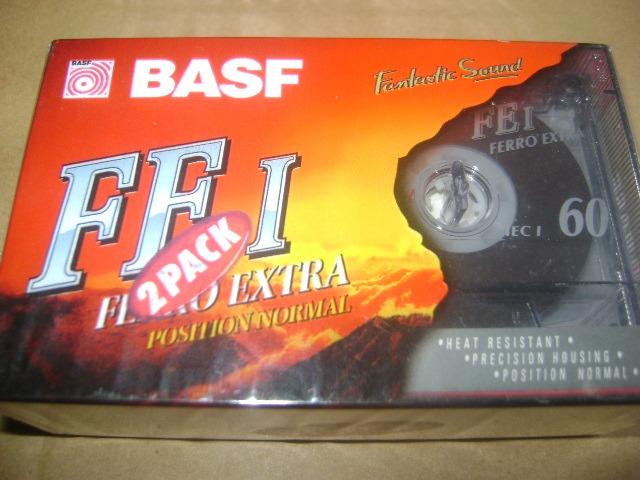 BASF
BASF
Fantastic Sound
FE I
2 PACK
FERRO EXTRA
POSITION NORMAL
FE I
FERRO EXTRA
IEC I 60
•HEAT RESISTANT •
•PRECISION HOUSING •
•POSITION NORMAL •